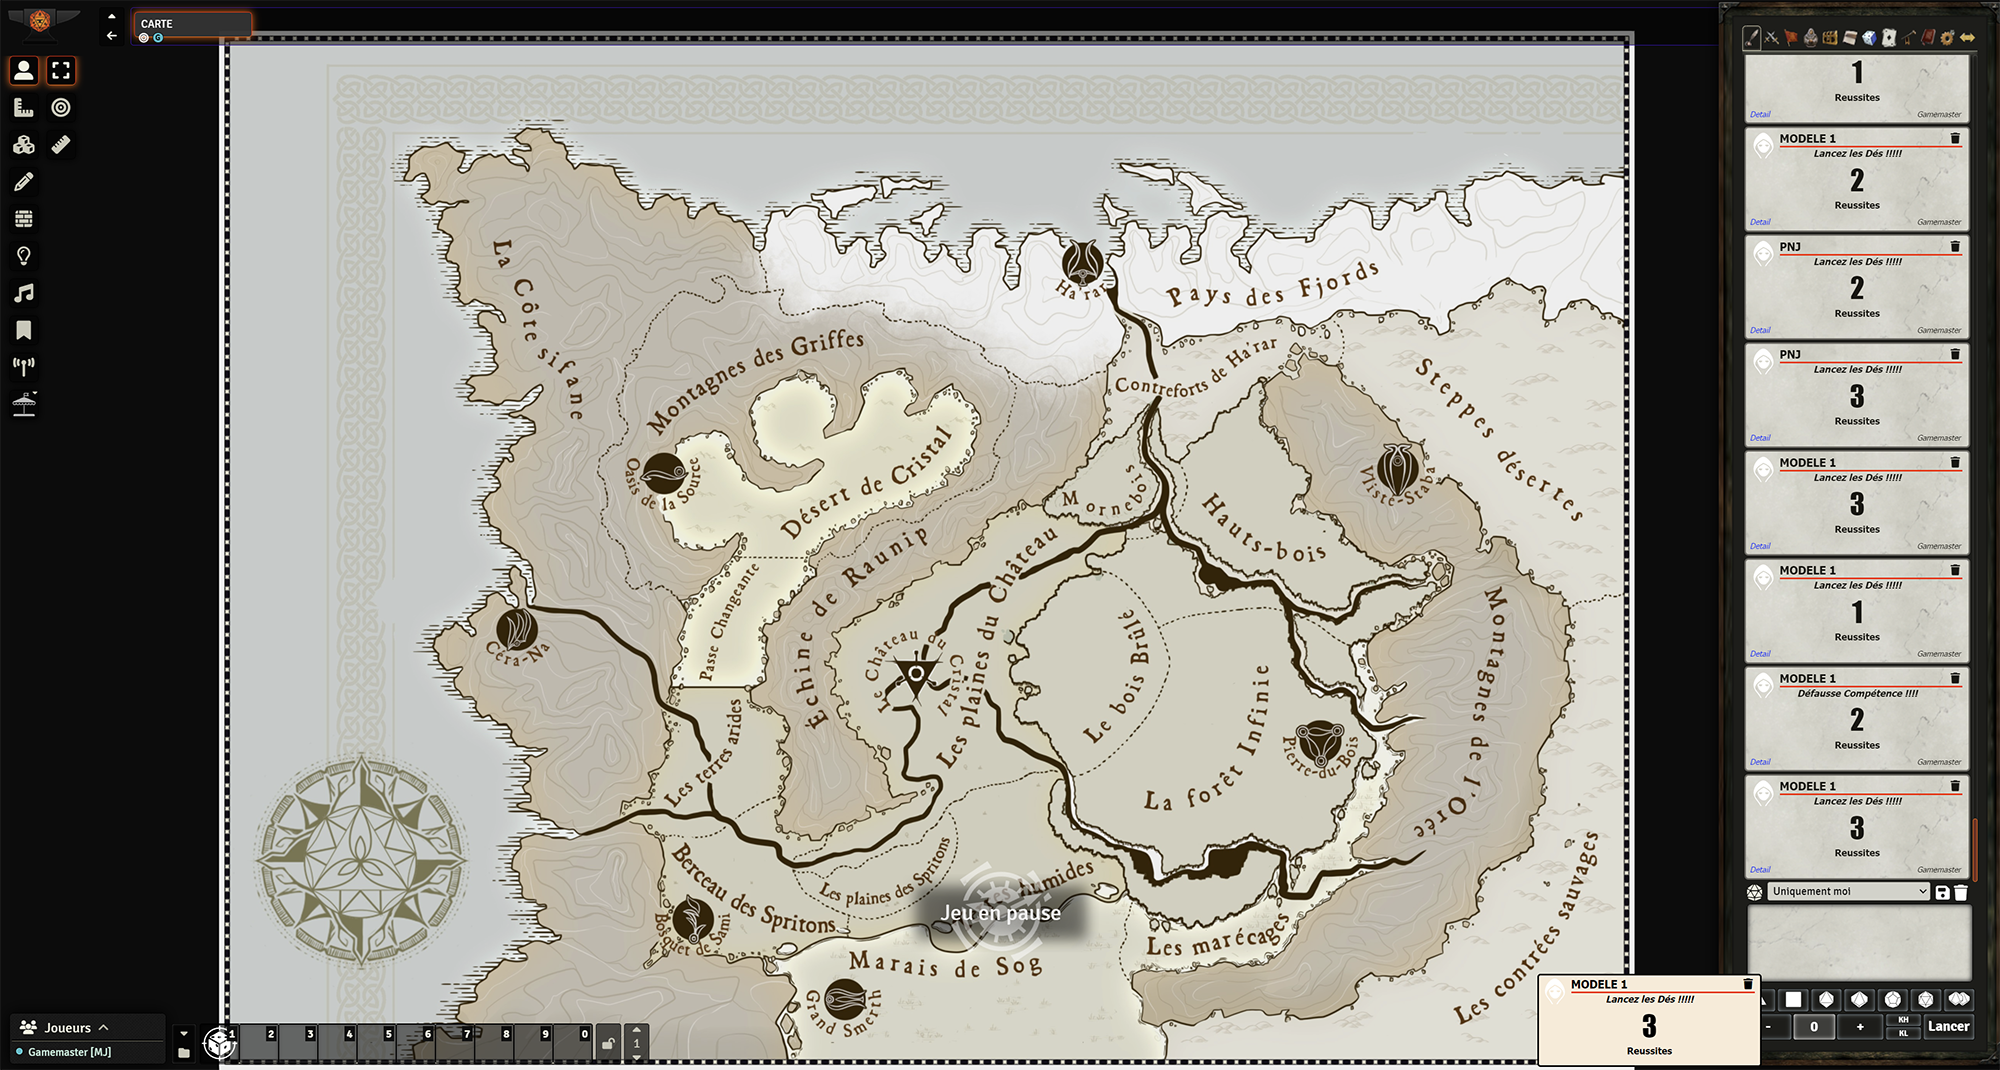 CARTE
G
La Côte sifane
Montagnes des Griffes
Ha'rar
Pays des Fjords
Contreforts de Ha'rar
Steppes désertes
Oasis de la Source
Désert de Cristal
Mornebois
Hauts-bois
Vliste-Staba
Échine de Raunip
Passe Changeante
Céra-Na
Le Château du Cristal
Les plaines du Château
Le bois Brûlé
La forêt Infinie
Pierre-du-Bois
Montagnes de l'Orée
Les terres arides
Berceau des Spritons
Les plaines des Spritons
Bosquet de Sami
humides
Jeu en pause
Marais de Sog
Grand Smerth
Les marécages
Les contrées sauvages
Joueurs
Gamemaster [MJ]
1 2 3 4 5 6 7 8 9 0
1
1
Reussites
Detail Gamemaster
MODELE 1
Lancez les Dés !!!!!
2
Reussites
Detail Gamemaster
PNJ
Lancez les Dés !!!!!
2
Reussites
Detail Gamemaster
PNJ
Lancez les Dés !!!!!
3
Reussites
Detail Gamemaster
MODELE 1
Lancez les Dés !!!!!
3
Reussites
Detail Gamemaster
MODELE 1
Lancez les Dés !!!!!
1
Reussites
Detail Gamemaster
MODELE 1
Défausse Compétence !!!!
2
Reussites
Detail Gamemaster
MODELE 1
Lancez les Dés !!!!!
3
Reussites
Detail Gamemaster
Uniquement moi
MODELE 1
Lancez les Dés !!!!!
3
Reussites
- 0 + KH KL Lancer